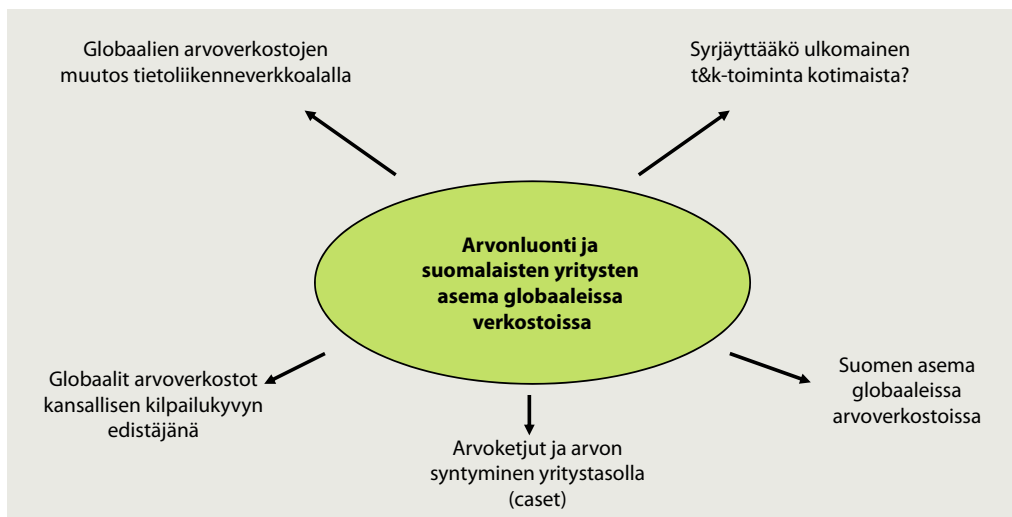 Globaalien arvoverkostojen
muutos tietoliikenneverkkoalalla
Syrjäyttääkö ulkomainen
t&k-toiminta kotimaista?
Arvonluonti ja
suomalaisten yritysten
asema globaaleissa
verkostoissa
Globaalit arvoverkostot
kansallisen kilpailukyvyn
edistäjänä
Arvoketjut ja arvon
syntyminen yritystasolla
(caset)
Suomen asema
globaaleissa
arvoverkostoissa